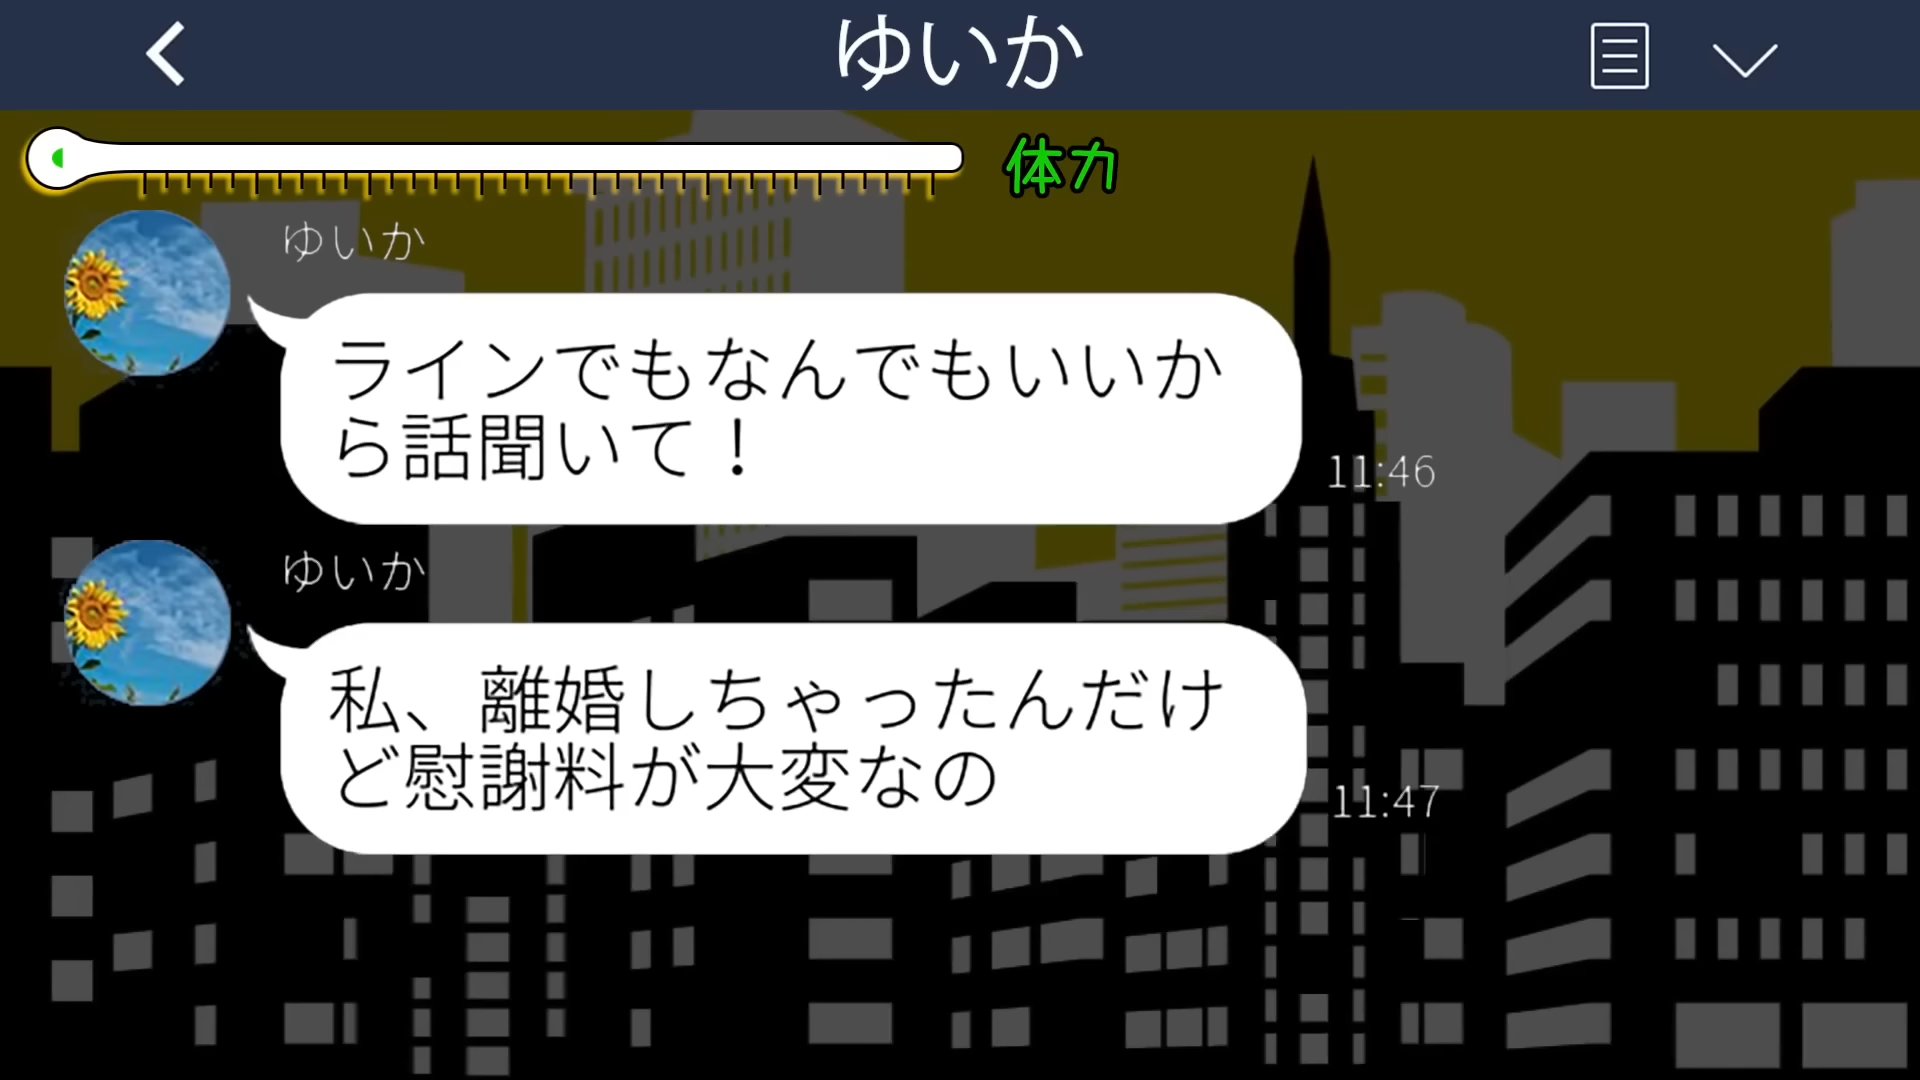 ゆいか
体力
ゆいか
ラインでもなんでもいいか
ら話聞いて！
11:46
ゆいか
私、離婚しちゃったんだけ
ど慰謝料が大変なの
11:47